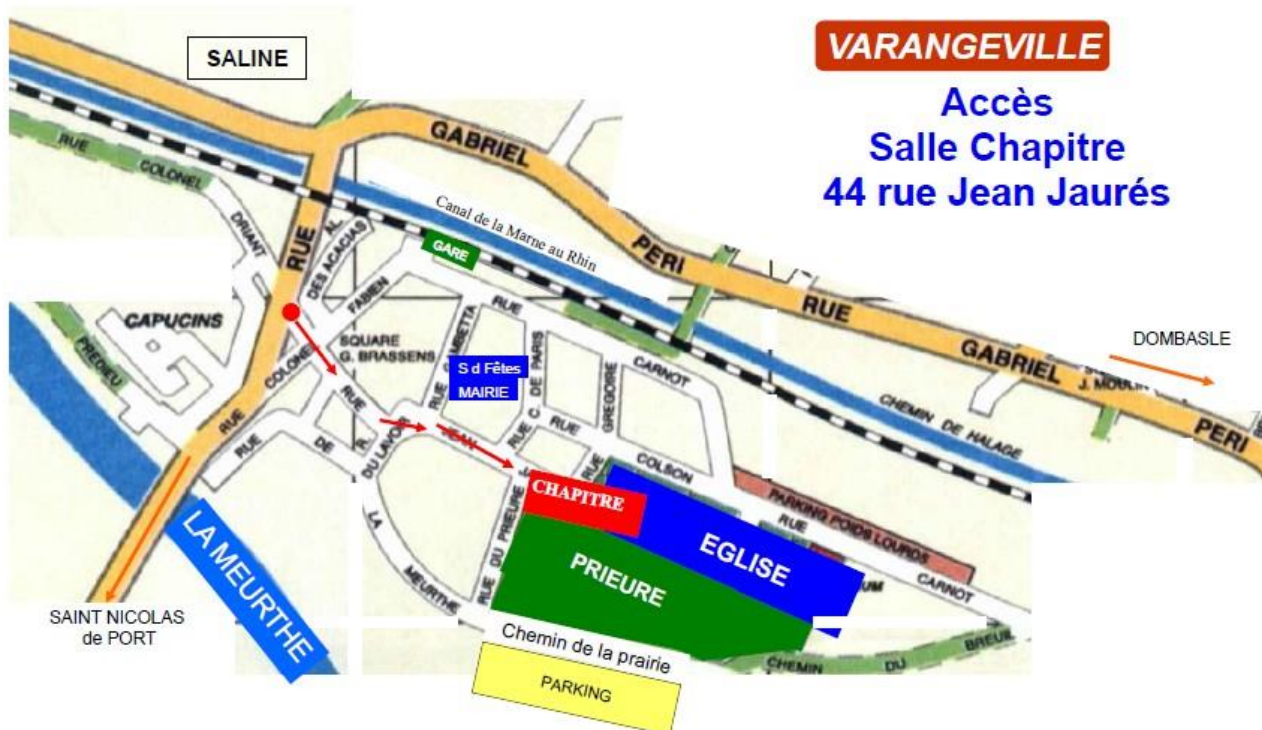 SALINE
VARANGEVILLE
Accès
Salle Chapitre
44 rue Jean Jaurés
GABRIEL
PERI
RUE
GABRIEL
PERI
DOMBASLE
J. MOULIN
RUE
COLONEL
DRIANT
RUE
AL.
DES ACACIAS
Canal de la Marne au Rhin
GARE
CAPUCINS
PREDIEU
COLONEL
FABIEN
SQUARE
G. BRASSENS
RUE GAMBETTA
S d Fêtes
MAIRIE
RUE C. DE PARIS
RUE
CARNOT
GREGOIRE
CHEMIN DE HALAGE
RUE
RUE
DE
LA
MEURTHE
RUE
JEAN
R.
DU LAVOIR
RUE
COLSON
RUE
RUE DU PRIEURE
CHAPITRE
EGLISE
PRIEURE
PARKING POIDS LOURDS
RUE
CARNOT
LA MEURTHE
SAINT NICOLAS
de PORT
Chemin de la prairie
PARKING
CHEMIN DU BREUIL